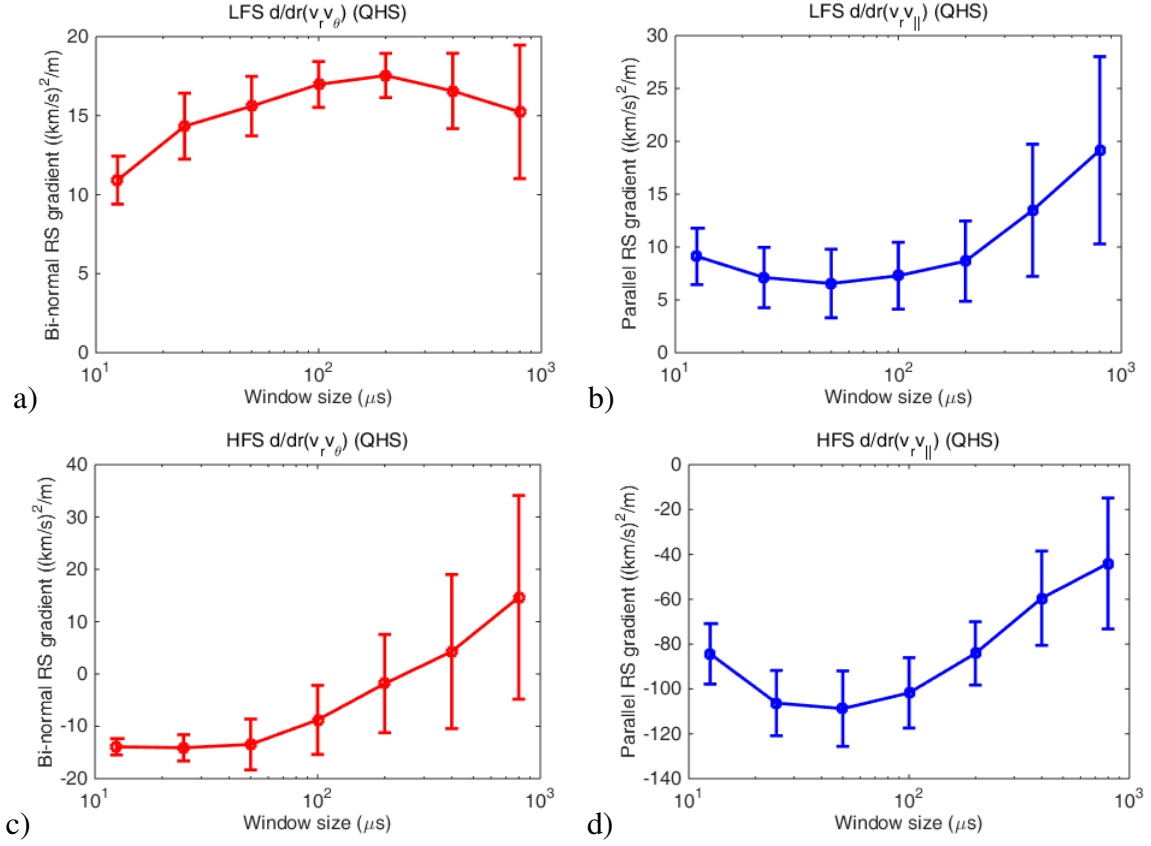 LFS d/dr(v_r v_θ) (QHS)
Bi-normal RS gradient ((km/s)^2/m)
20
15
10
5
0
10^1 10^2 10^3
Window size (μs)
a)
LFS d/dr(v_r v_||) (QHS)
Parallel RS gradient ((km/s)^2/m)
30
25
20
15
10
5
0
10^1 10^2 10^3
Window size (μs)
b)
HFS d/dr(v_r v_θ) (QHS)
Bi-normal RS gradient ((km/s)^2/m)
40
30
20
10
0
-10
-20
10^1 10^2 10^3
Window size (μs)
c)
HFS d/dr(v_r v_||) (QHS)
Parallel RS gradient ((km/s)^2/m)
0
-20
-40
-60
-80
-100
-120
-140
10^1 10^2 10^3
Window size (μs)
d)